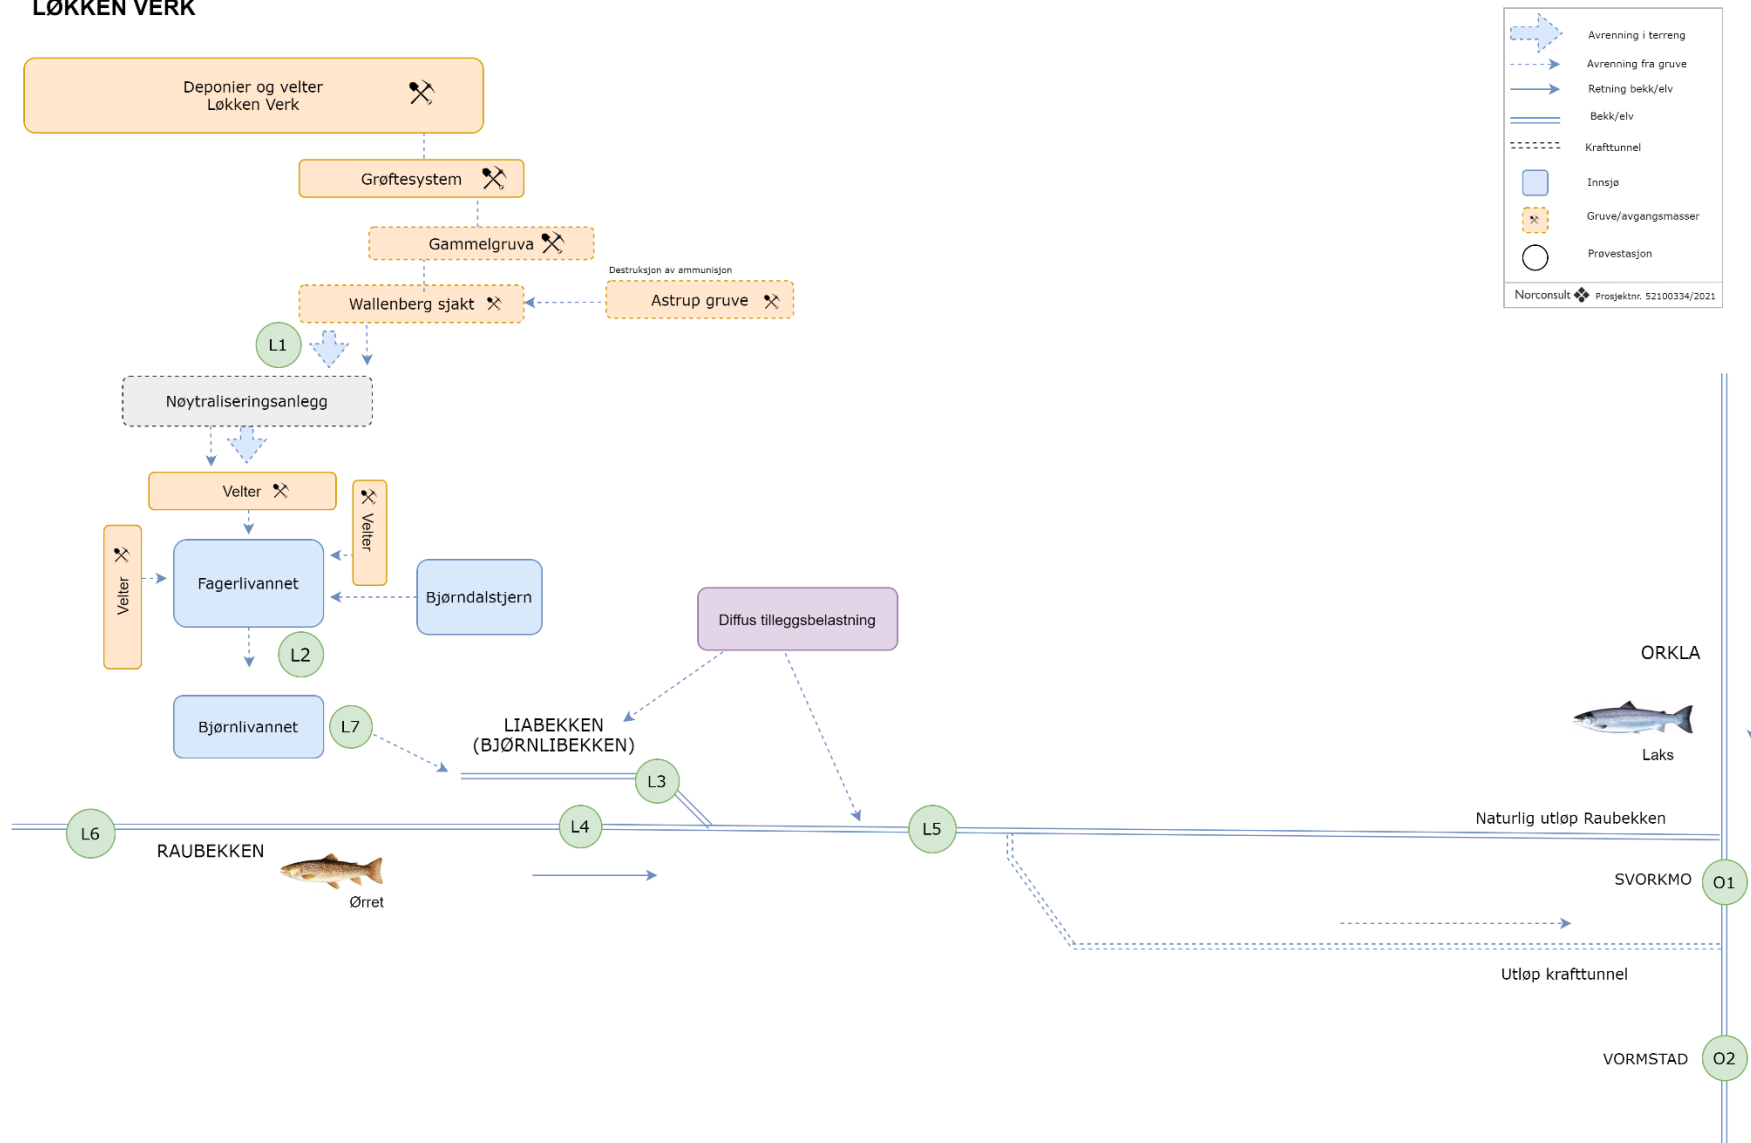 LØKKEN VERK
Avrenning i terreng
Avrenning fra gruve
Retning bekk/elv
Bekk/elv
Krafttunnel
Innsjø
Gruve/avgangsmasser
Prøvestasjon
Norconsult Prosjektnr. 52100334/2021
Deponier og velter
Løkken Verk
Grøftesystem
Gammelgruva
Destruksjon av ammunisjon
Wallenberg sjakt
Astrup gruve
L1
Nøytraliseringsanlegg
Velter
Velter
Velter
Fagerlivannet
Bjørndalstjern
Diffus tilleggsbelastning
L2
ORKLA
Bjørnlivannet
L7
LIABEKKEN
(BJØRNLIBEKKEN)
Laks
L3
L6
L4
L5
Naturlig utløp Raubekken
RAUBEKKEN
Ørret
SVORKMO
O1
Utløp krafttunnel
VORMSTAD
O2